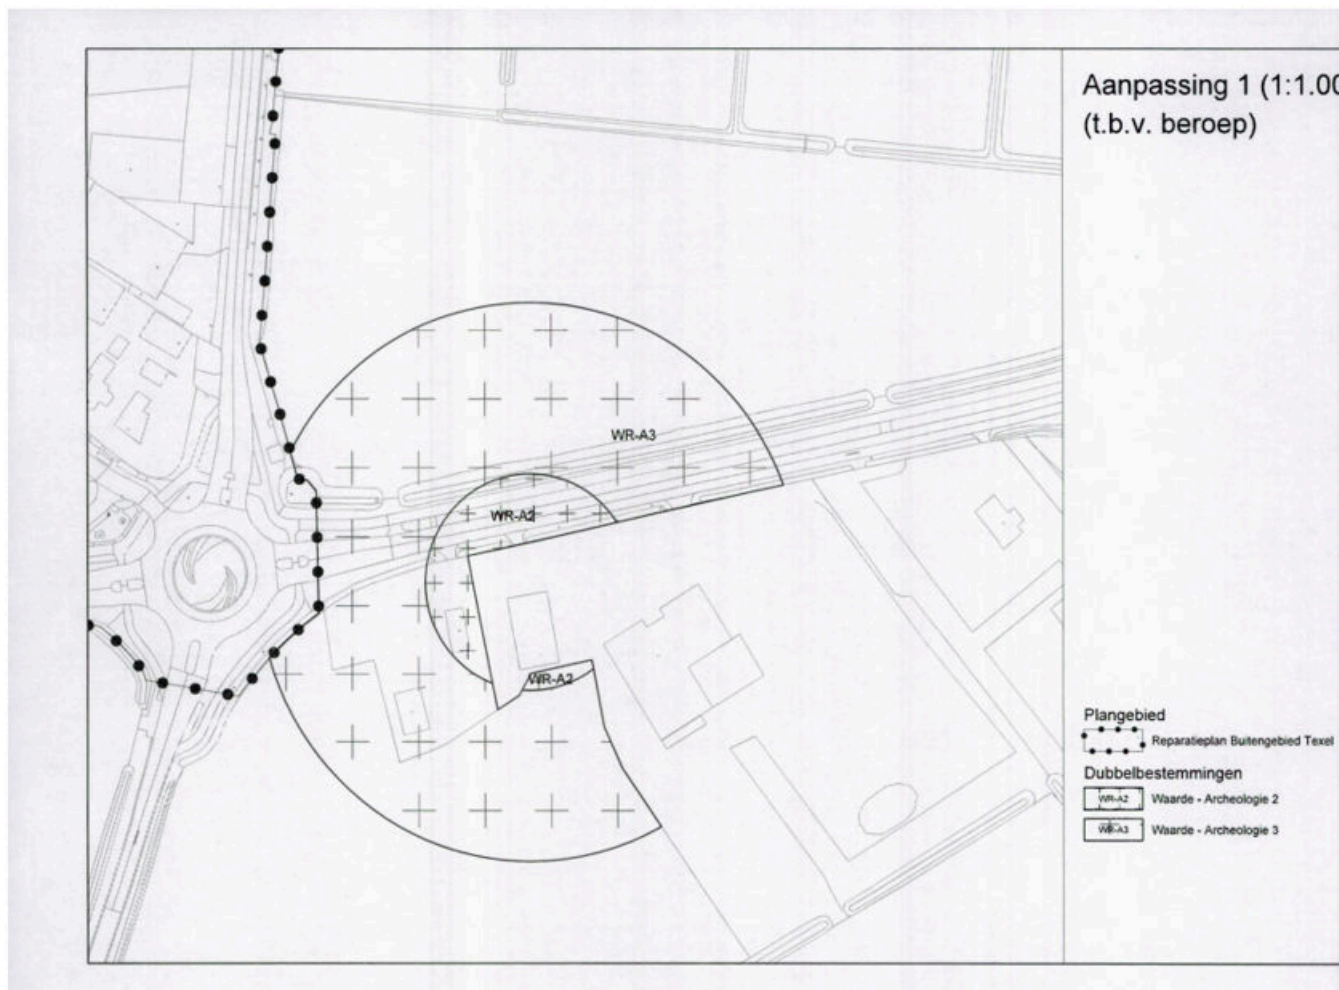 Aanpassing 1 (1:1.00
(t.b.v. beroep)
WR-A3
WR-A2
WR-A2
Plangebied
Reparatieplan Buitengebied Texel
Dubbelbestemmingen
WR-A2 Waarde - Archeologie 2
WR-A3 Waarde - Archeologie 3